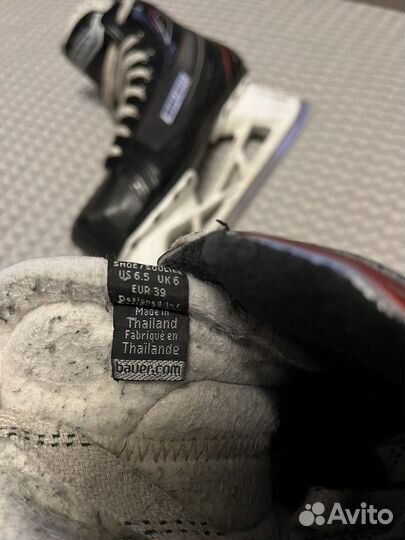 BAUER
SHOE/SOULIER
US 6.5 UK 6
EUR 39
Designed in
Made in
Thailand
Fabriqué en
Thaïlande
bauer.com
Avito